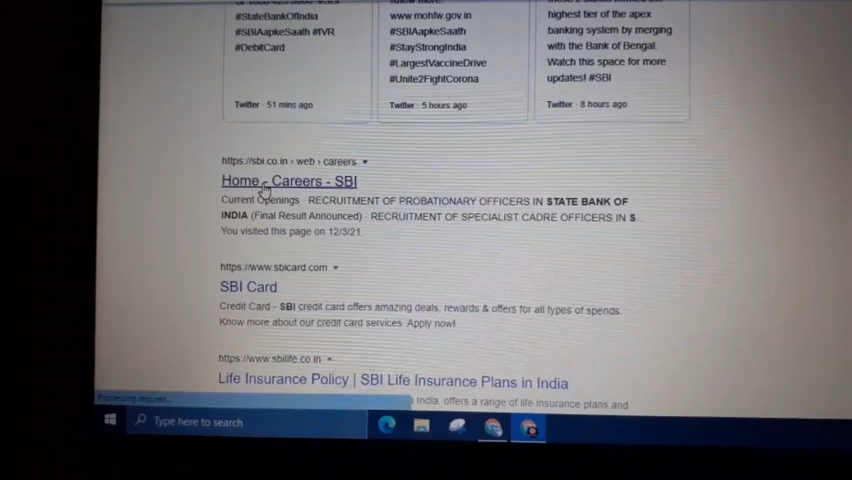 #StateBankOfIndia
#SBIAapkeSaath #IVR
#DebitCard
Twitter · 51 mins ago
www.mohfw.gov.in
#SBIAapkeSaath
#StayStrongIndia
#LargestVaccineDrive
#Unite2FightCorona
Twitter · 5 hours ago
highest tier of the apex
banking system by merging
with the Bank of Bengal.
Watch this space for more
updates! #SBI
Twitter · 8 hours ago
https://sbi.co.in › web › careers
Home - Careers - SBI
Current Openings · RECRUITMENT OF PROBATIONARY OFFICERS IN STATE BANK OF
INDIA (Final Result Announced) · RECRUITMENT OF SPECIALIST CADRE OFFICERS IN S...
You visited this page on 12/3/21.
https://www.sbicard.com
SBI Card
Credit Card - SBI credit card offers amazing deals, rewards & offers for all types of spends.
Know more about our credit card services. Apply now!
https://www.sbilife.co.in
Life Insurance Policy | SBI Life Insurance Plans in India
India, offers a range of life insurance plans and
Processing request...
Type here to search